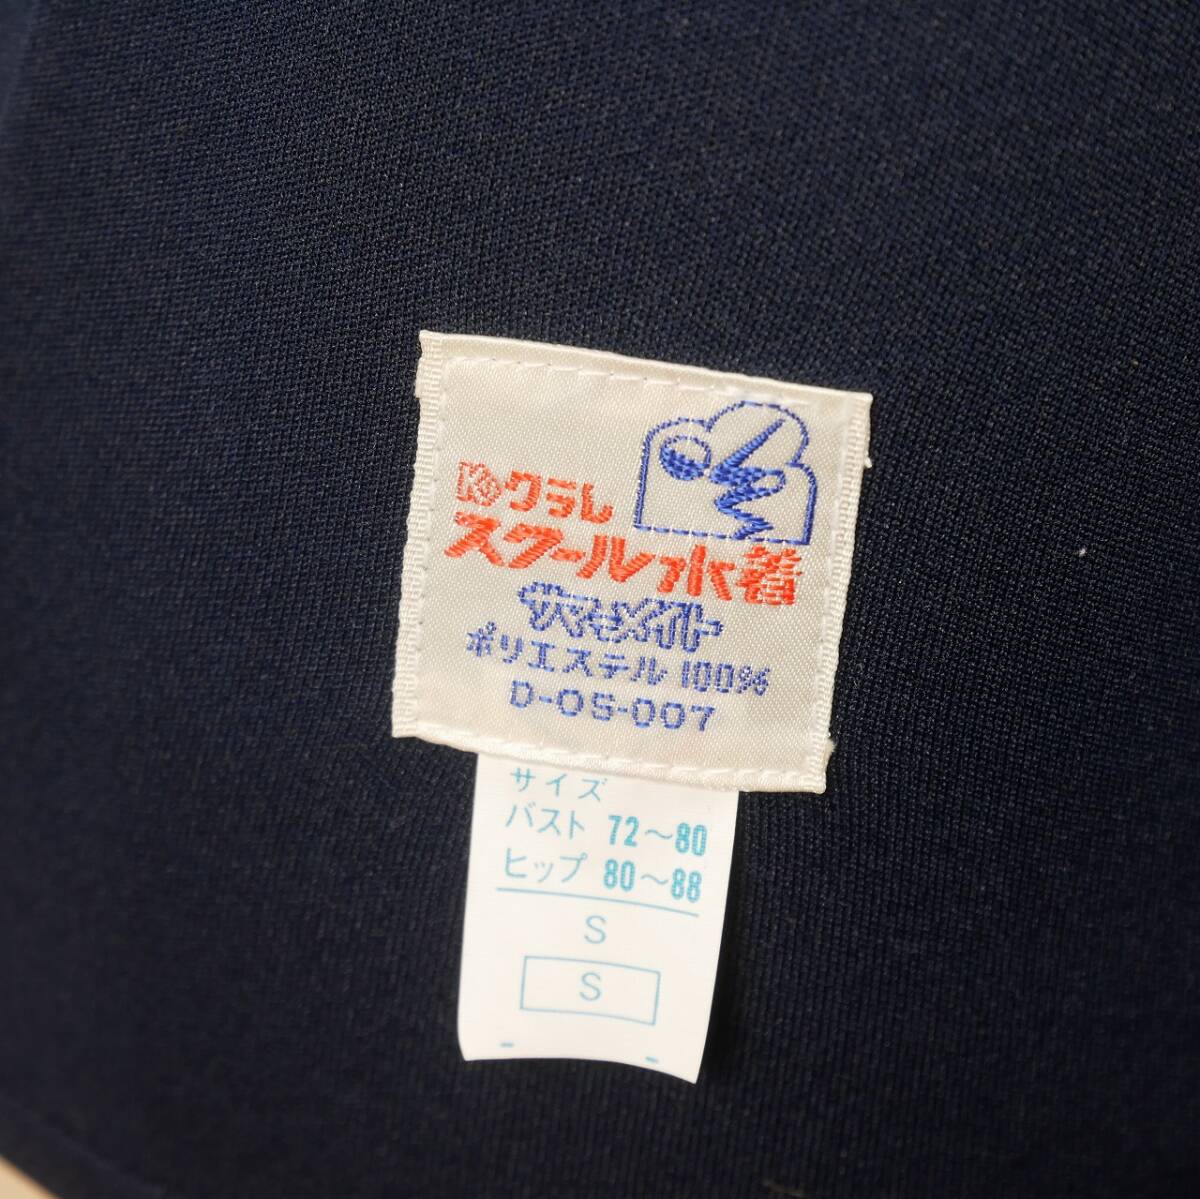 クラレ
スクール水着
サマーメイト
ポリエステル 100%
D-OS-007
サイズ
バスト 72～80
ヒップ 80～88
S
S